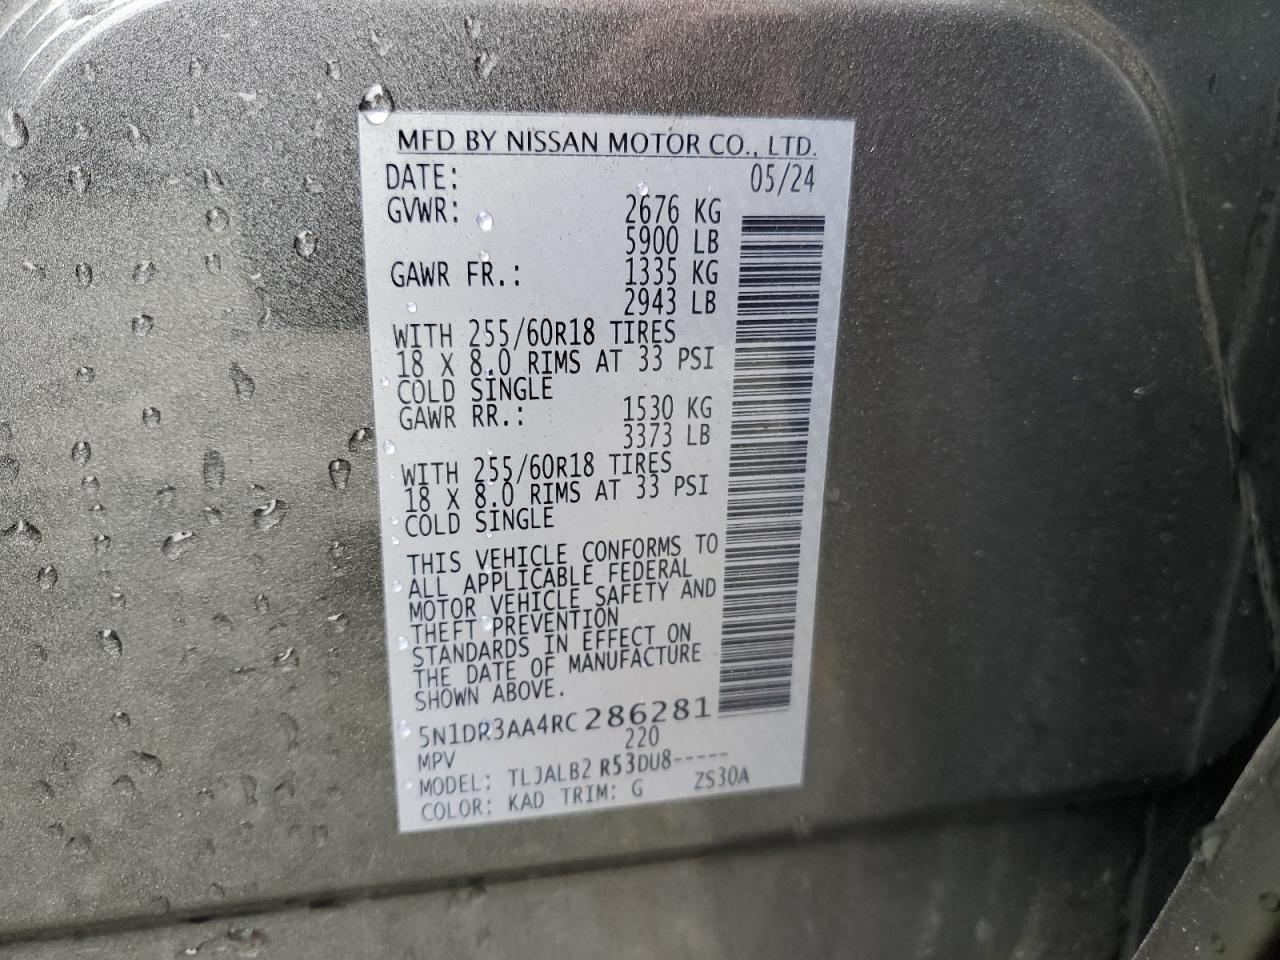 MFD BY NISSAN MOTOR CO., LTD.
DATE: 05/24
GVWR: 2676 KG
5900 LB
GAWR FR.: 1335 KG
2943 LB
WITH 255/60R18 TIRES
18 X 8.0 RIMS AT 33 PSI
COLD SINGLE
GAWR RR.: 1530 KG
3373 LB
WITH 255/60R18 TIRES
18 X 8.0 RIMS AT 33 PSI
COLD SINGLE
THIS VEHICLE CONFORMS TO
ALL APPLICABLE FEDERAL
MOTOR VEHICLE SAFETY AND
THEFT PREVENTION
STANDARDS IN EFFECT ON
THE DATE OF MANUFACTURE
SHOWN ABOVE.
5N1DR3AA4RC286281
MPV 220
MODEL: TLJALB2 R53DU8-----
COLOR: KAD TRIM: G ZS30A